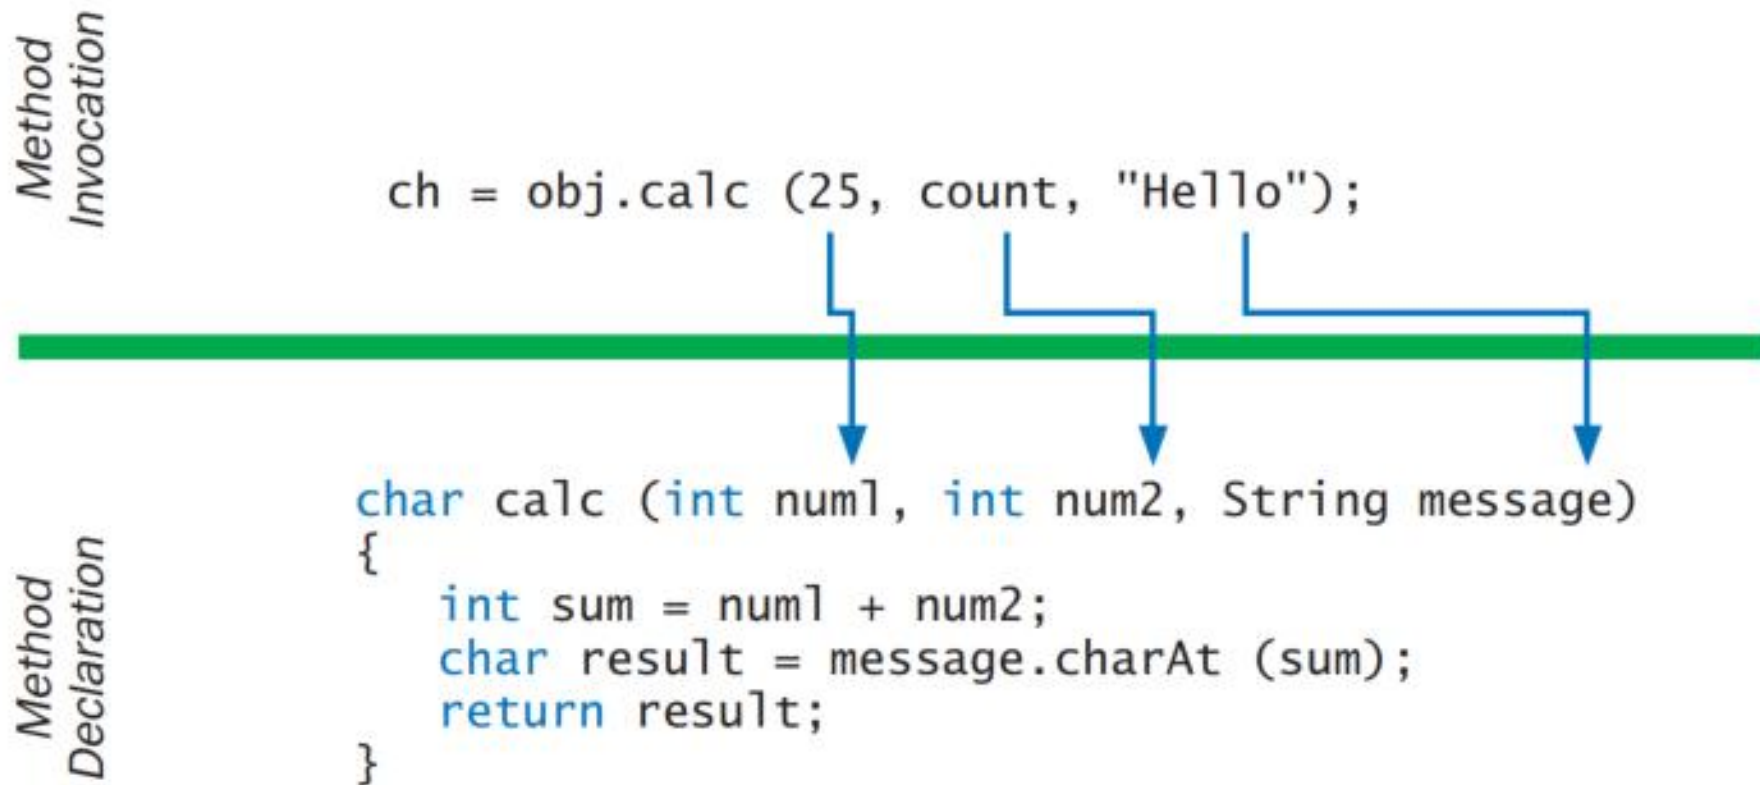 Method
Invocation
ch = obj.calc (25, count, "Hello");
char calc (int num1, int num2, String message)
{
int sum = num1 + num2;
char result = message.charAt (sum);
return result;
}
Method
Declaration